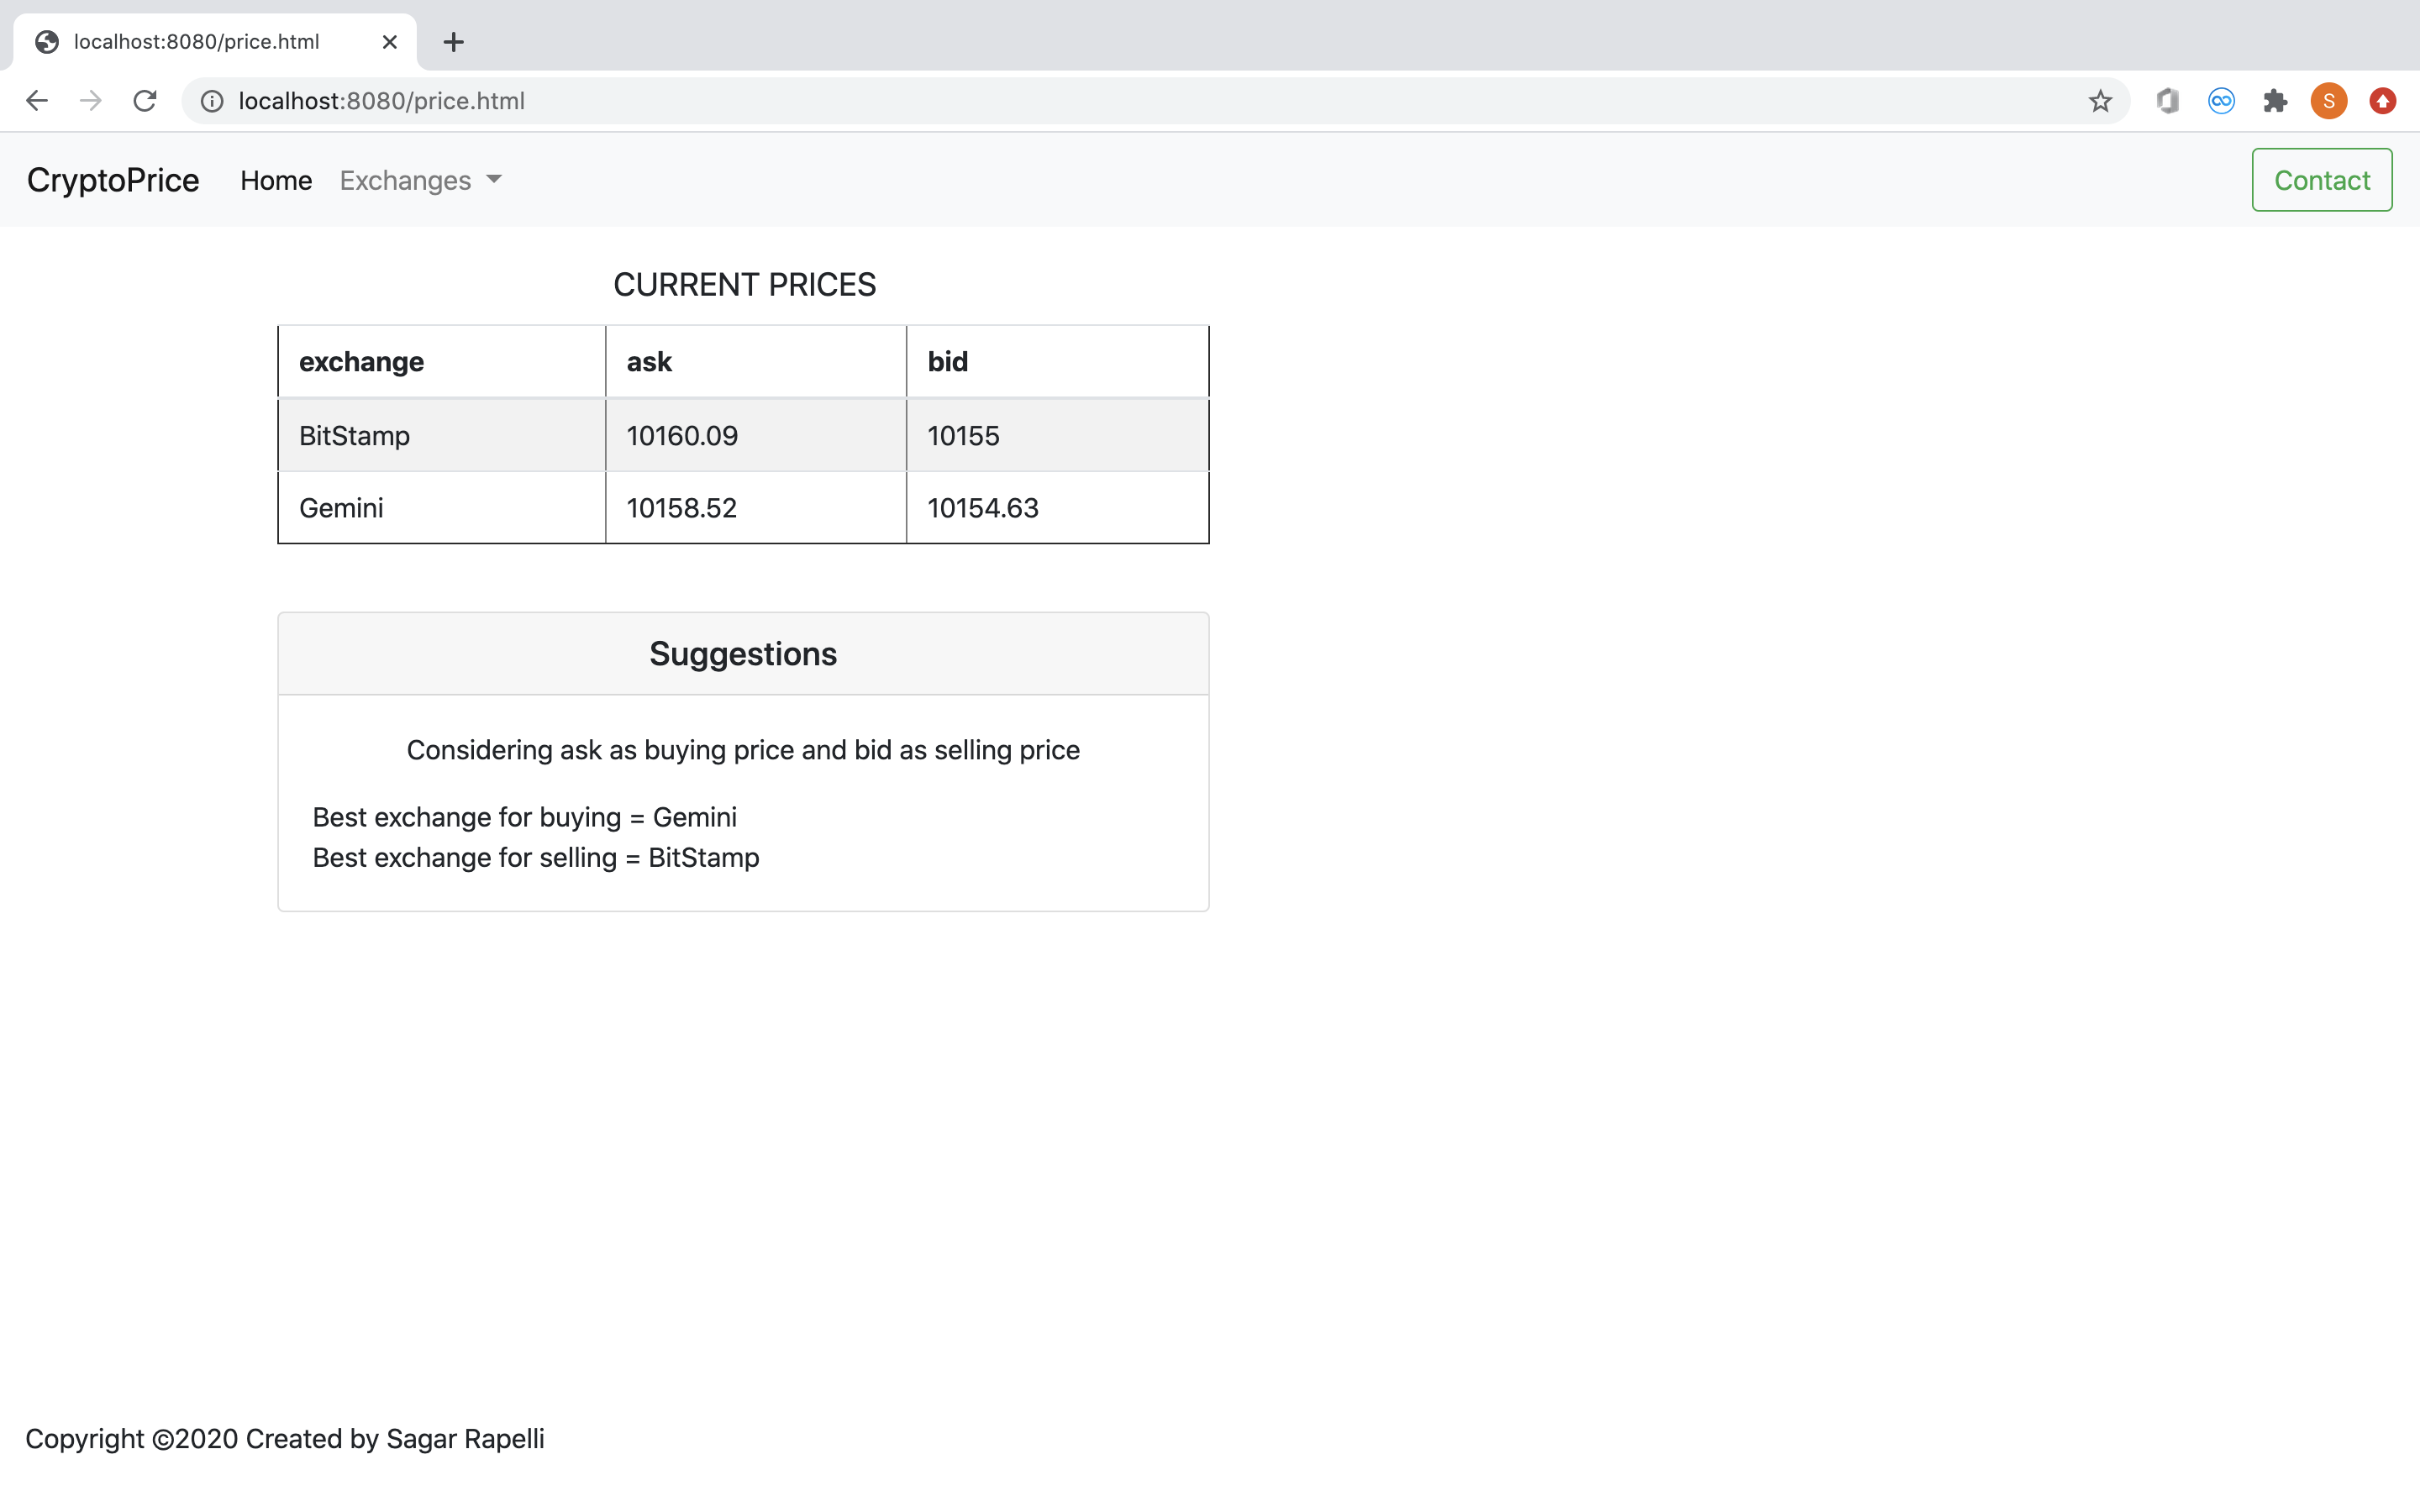 localhost:8080/price.html
localhost:8080/price.html
S
CryptoPrice Home Exchanges Contact
CURRENT PRICES
exchange ask bid
BitStamp 10160.09 10155
Gemini 10158.52 10154.63
Suggestions
Considering ask as buying price and bid as selling price
Best exchange for buying = Gemini
Best exchange for selling = BitStamp
Copyright ©2020 Created by Sagar Rapelli